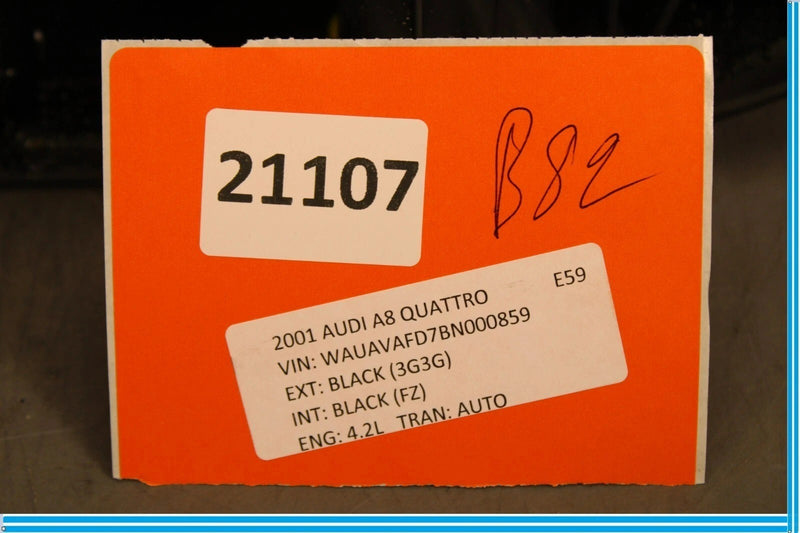 21107
B82
2001 AUDI A8 QUATTRO E59
VIN: WAUAVAFD7BN000859
EXT: BLACK (3G3G)
INT: BLACK (FZ)
ENG: 4.2L TRAN: AUTO